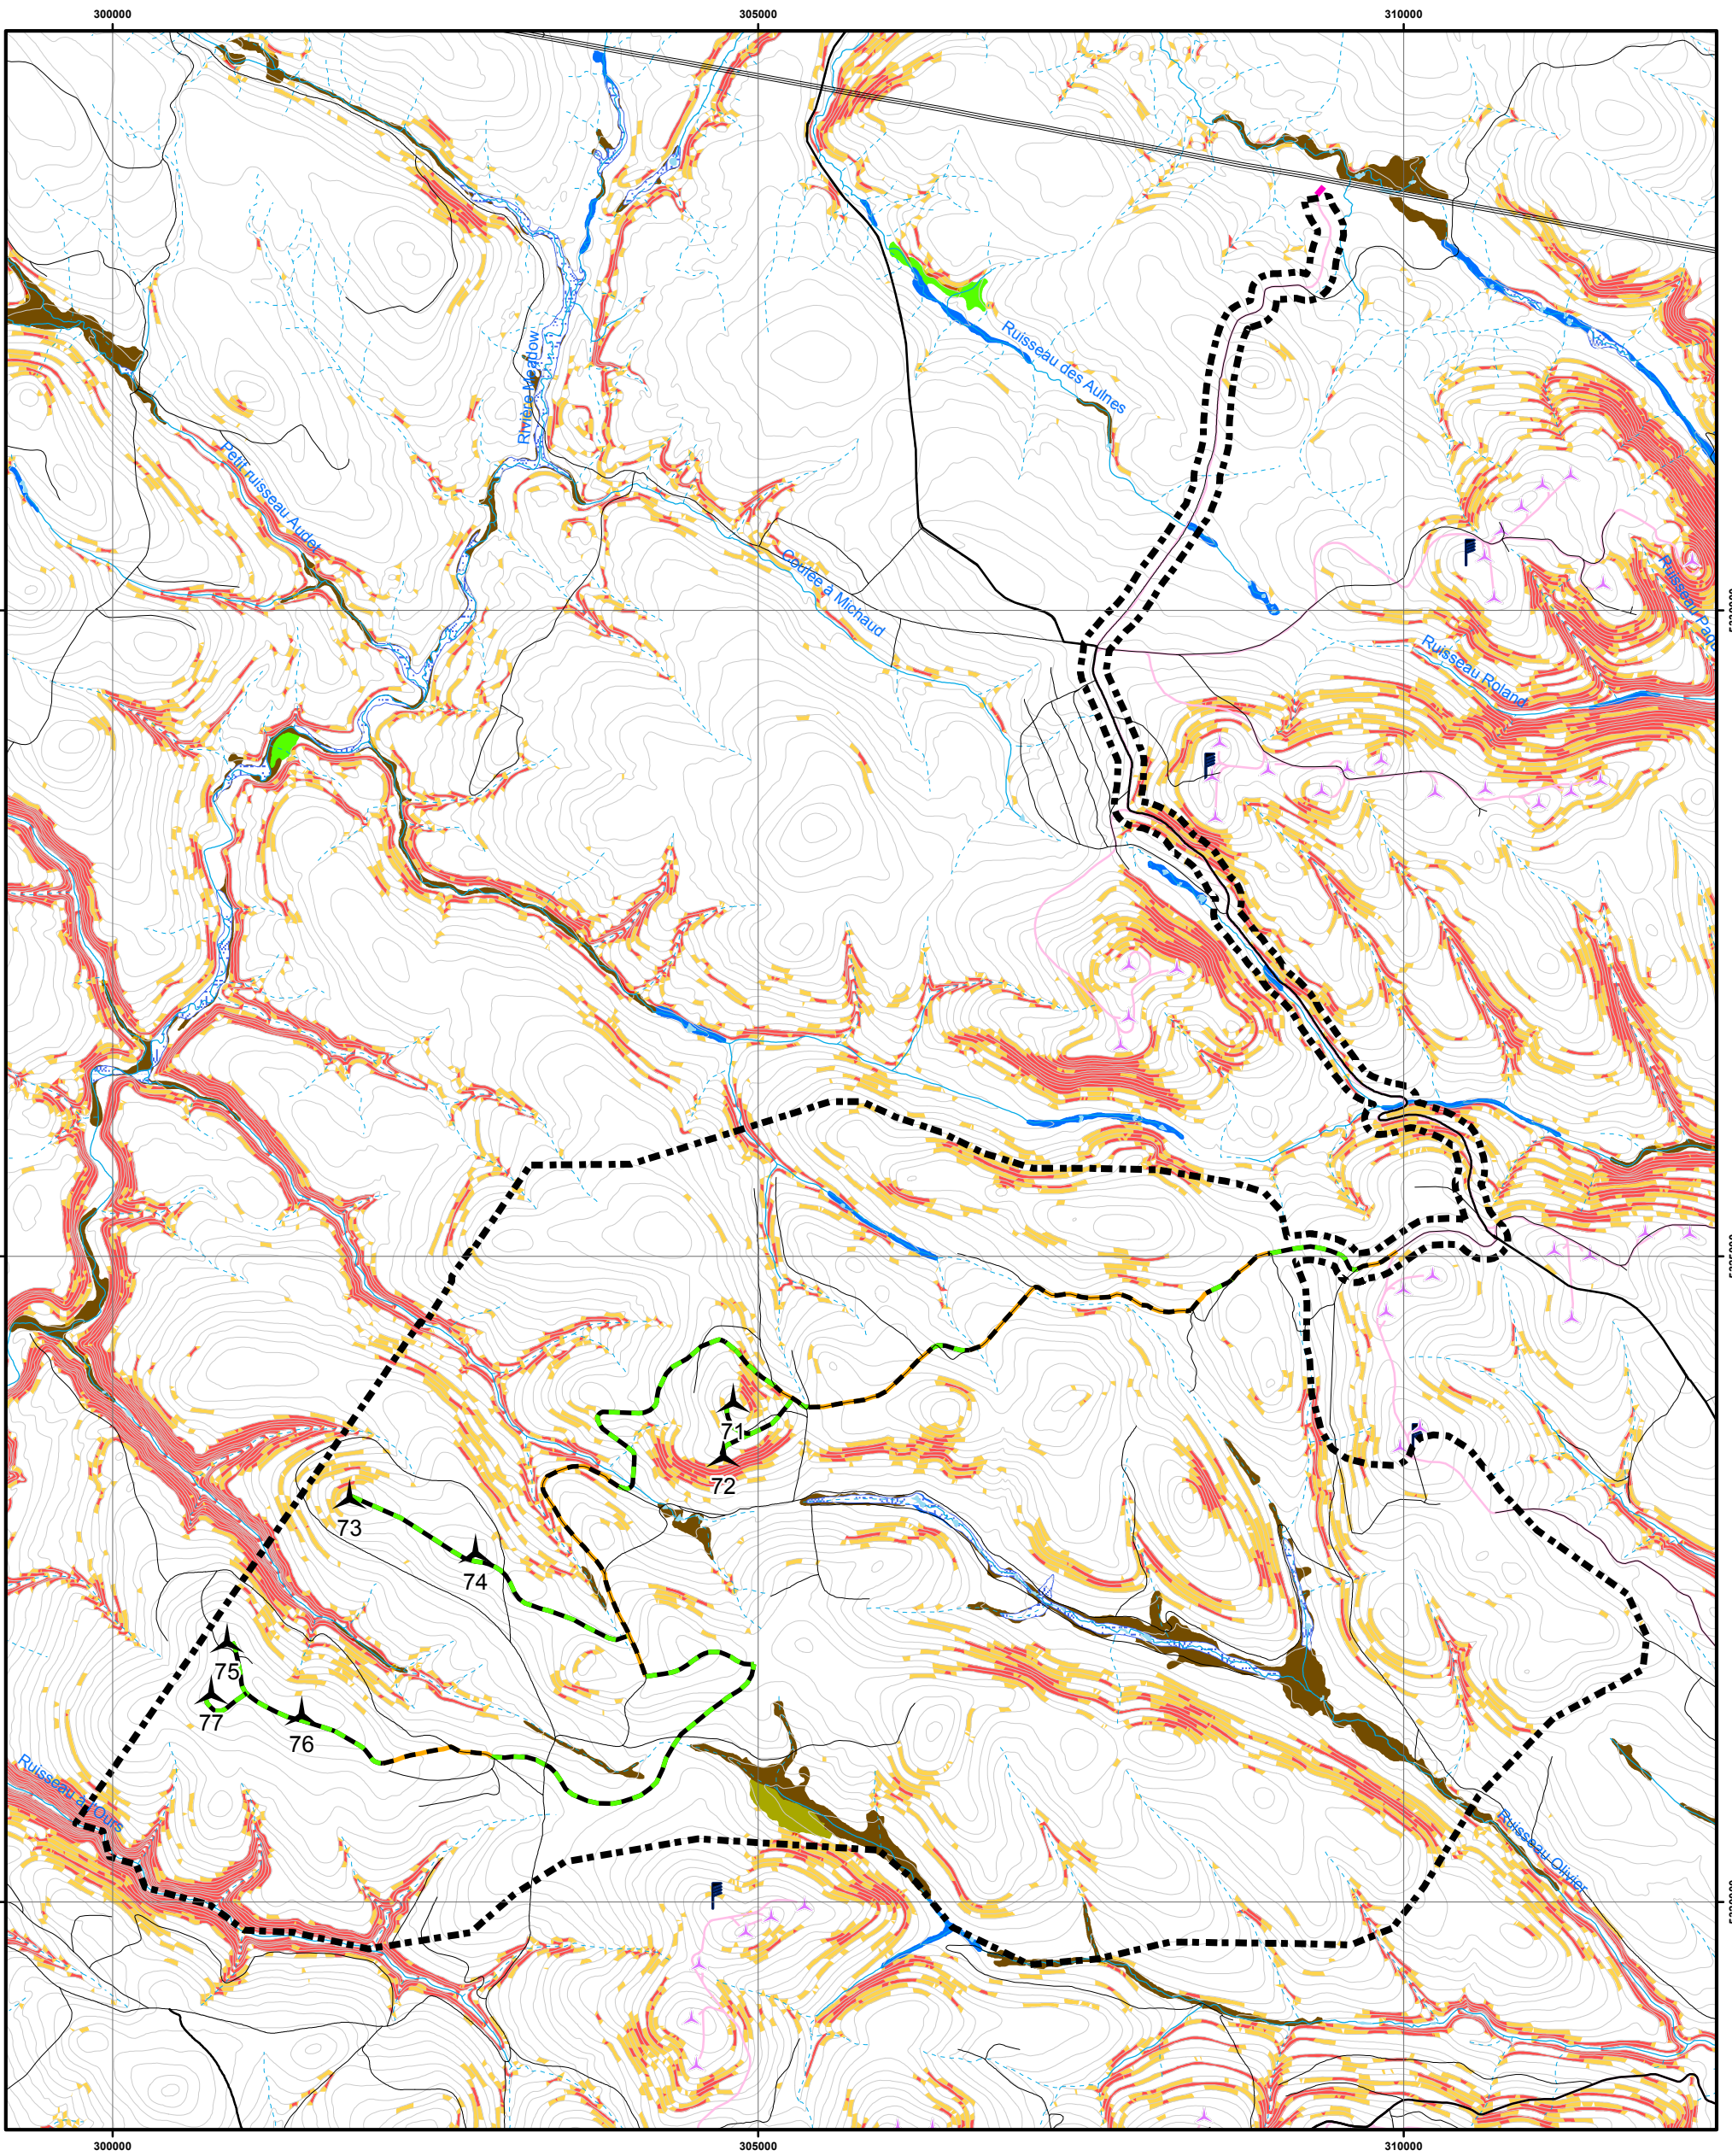 300000
305000
310000
Rivière Meadow
Ruisseau des Aulnes
Petit ruisseau Audet
Coulée à Michaud
Ruisseau Roland
71
72
73
74
75
77
76
Ruisseau Olivier
300000
305000
310000